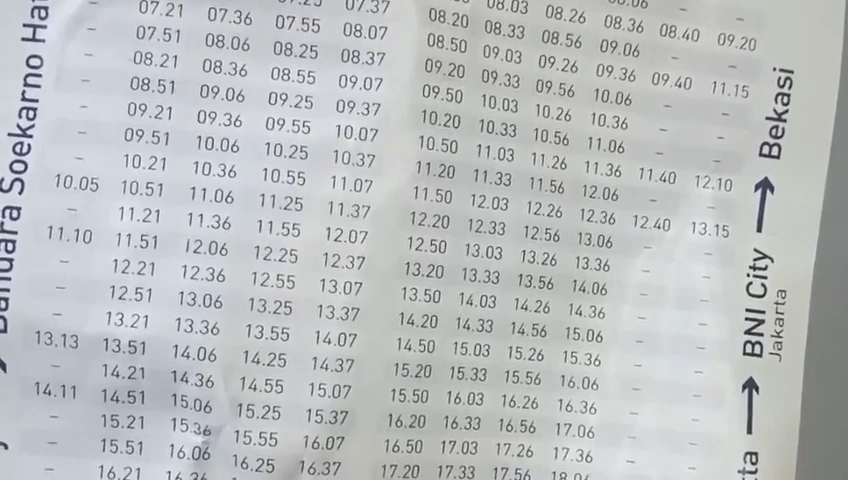 Bekasi
BNI City
Jakarta
07.37
– 07.21 07.36 07.55 08.07
– 07.51 08.06 08.25 08.37
– 08.21 08.36 08.55 09.07
– 08.51 09.06 09.25 09.37
– 09.21 09.36 09.55 10.07
– 09.51 10.06 10.25 10.37
– 10.21 10.36 10.55 11.07
10.05 10.51 11.06 11.25 11.37
– 11.21 11.36 11.55 12.07
11.10 11.51 12.06 12.25 12.37
– 12.21 12.36 12.55 13.07
– 12.51 13.06 13.25 13.37
– 13.21 13.36 13.55 14.07
13.13 13.51 14.06 14.25 14.37
– 14.21 14.36 14.55 15.07
14.11 14.51 15.06 15.25 15.37
– 15.21 15.36 15.55 16.07
– 15.51 16.06 16.25 16.37
– 16.21
08.03 08.26 08.36 08.40 09.20
08.20 08.33 08.56 09.06 – –
08.50 09.03 09.26 09.36 09.40 11.15
09.20 09.33 09.56 10.06 – –
09.50 10.03 10.26 10.36 – –
10.20 10.33 10.56 11.06 – –
10.50 11.03 11.26 11.36 11.40 12.10
11.20 11.33 11.56 12.06 – –
11.50 12.03 12.26 12.36 12.40 13.15
12.20 12.33 12.56 13.06 – –
12.50 13.03 13.26 13.36 – –
13.20 13.33 13.56 14.06 – –
13.50 14.03 14.26 14.36 – –
14.20 14.33 14.56 15.06 – –
14.50 15.03 15.26 15.36 – –
15.20 15.33 15.56 16.06 – –
15.50 16.03 16.26 16.36 – –
16.20 16.33 16.56 17.06 – –
16.50 17.03 17.26 17.36 – –
17.20 17.33 17.56
Bandara Soekarno